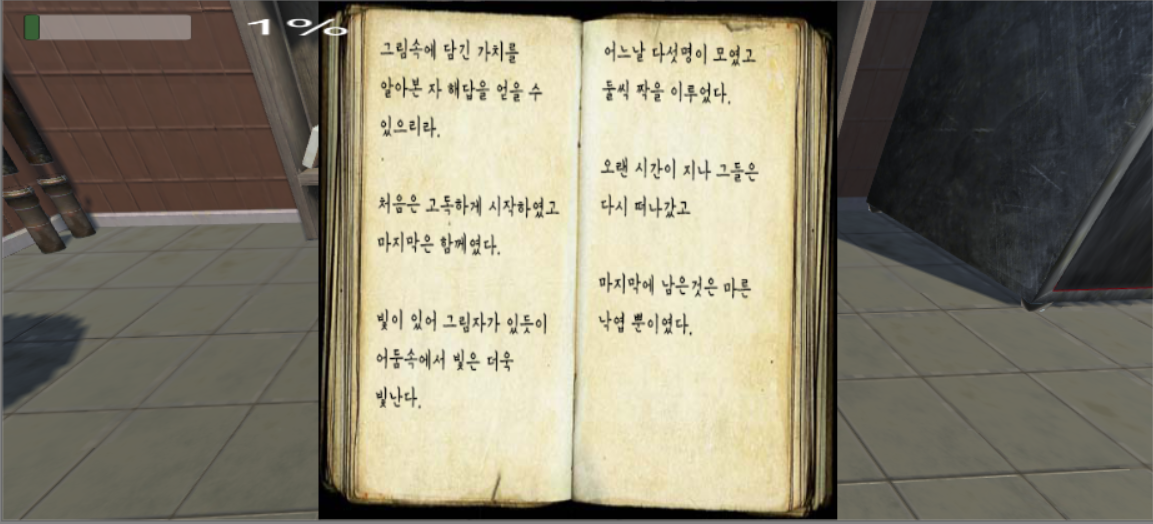 1%
그림속에 담긴 가치를
알아본 자 해답을 얻을 수
있으리라.
처음은 고독하게 시작하였고
마지막은 함께였다.
빛이 있어 그림자가 있듯이
어둠속에서 빛은 더욱
빛난다.
어느날 다섯명이 모였고
둘씩 짝을 이루었다.
오랜 시간이 지나 그들은
다시 떠나갔고
마지막에 남은것은 마른
낙엽 뿐이였다.